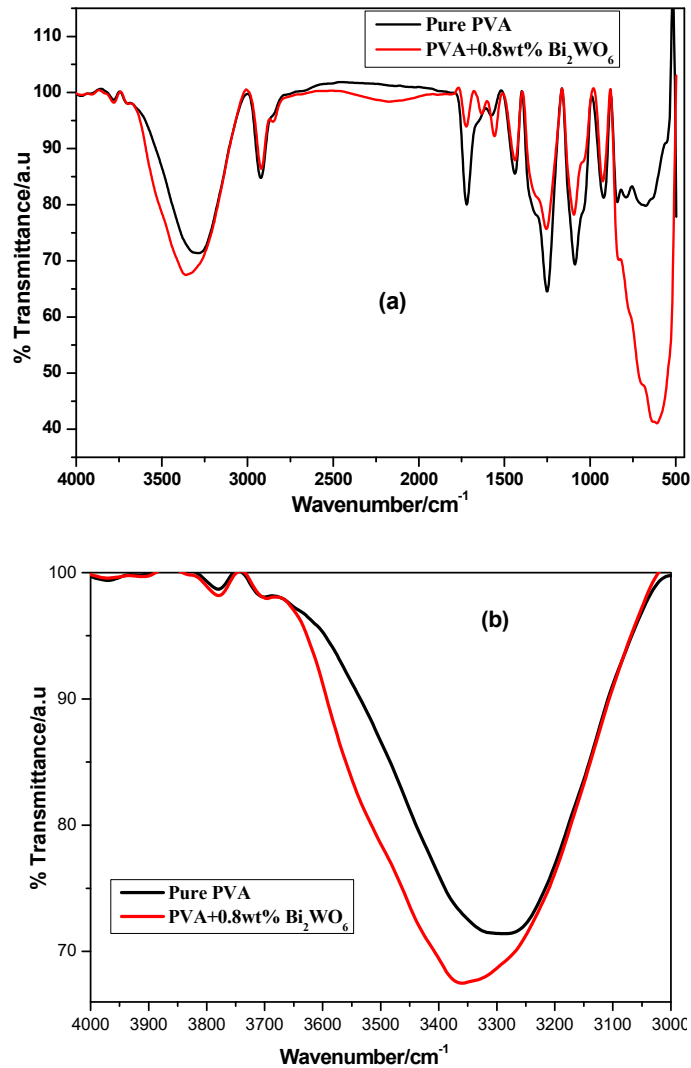 Pure PVA
PVA+0.8wt% Bi₂WO₆
110
100
90
80
70
60
50
40
% Transmittance/a.u
(a)
4000 3500 3000 2500 2000 1500 1000 500
Wavenumber/cm⁻¹
100
90
80
70
% Transmittance/a.u
(b)
Pure PVA
PVA+0.8wt% Bi₂WO₆
4000 3900 3800 3700 3600 3500 3400 3300 3200 3100 3000
Wavenumber/cm⁻¹